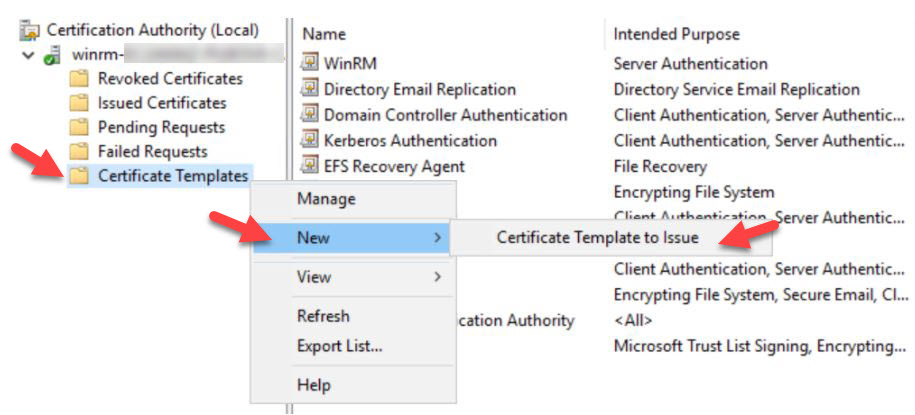 Certification Authority (Local)
winrm-
Revoked Certificates
Issued Certificates
Pending Requests
Failed Requests
Certificate Templates
Name Intended Purpose
WinRM Server Authentication
Directory Email Replication Directory Service Email Replication
Domain Controller Authentication Client Authentication, Server Authentic...
Kerberos Authentication Client Authentication, Server Authentic...
EFS Recovery Agent File Recovery
Encrypting File System
Client Authentication, Server Authentic...
Client Authentication, Server Authentic...
Encrypting File System, Secure Email, Cl...
ication Authority <All>
Microsoft Trust List Signing, Encrypting...
Manage
New
View
Refresh
Export List...
Help
Certificate Template to Issue